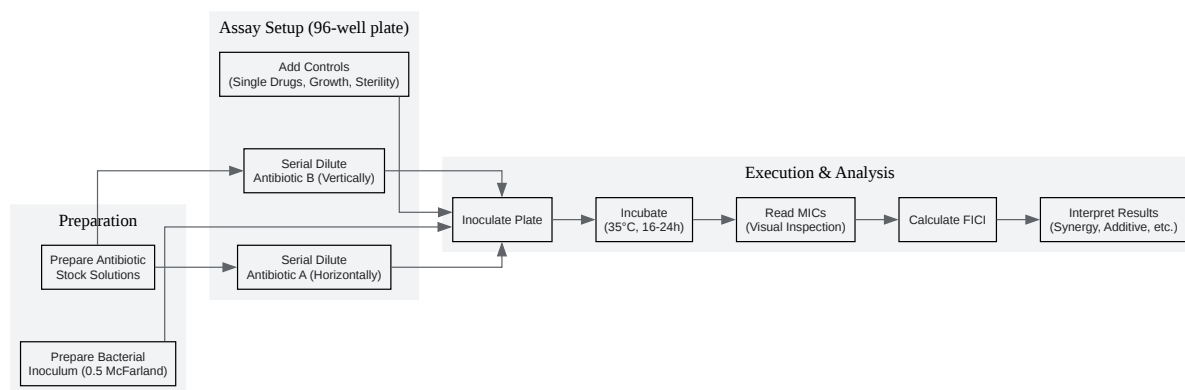 Assay Setup (96-well plate)
Add Controls
(Single Drugs, Growth, Sterility)
Serial Dilute
Antibiotic B (Vertically)
Serial Dilute
Antibiotic A (Horizontally)
Preparation
Prepare Antibiotic
Stock Solutions
Prepare Bacterial
Inoculum (0.5 McFarland)
Execution & Analysis
Inoculate Plate
Incubate
(35°C, 16-24h)
Read MICs
(Visual Inspection)
Calculate FICI
Interpret Results
(Synergy, Additive, etc.)